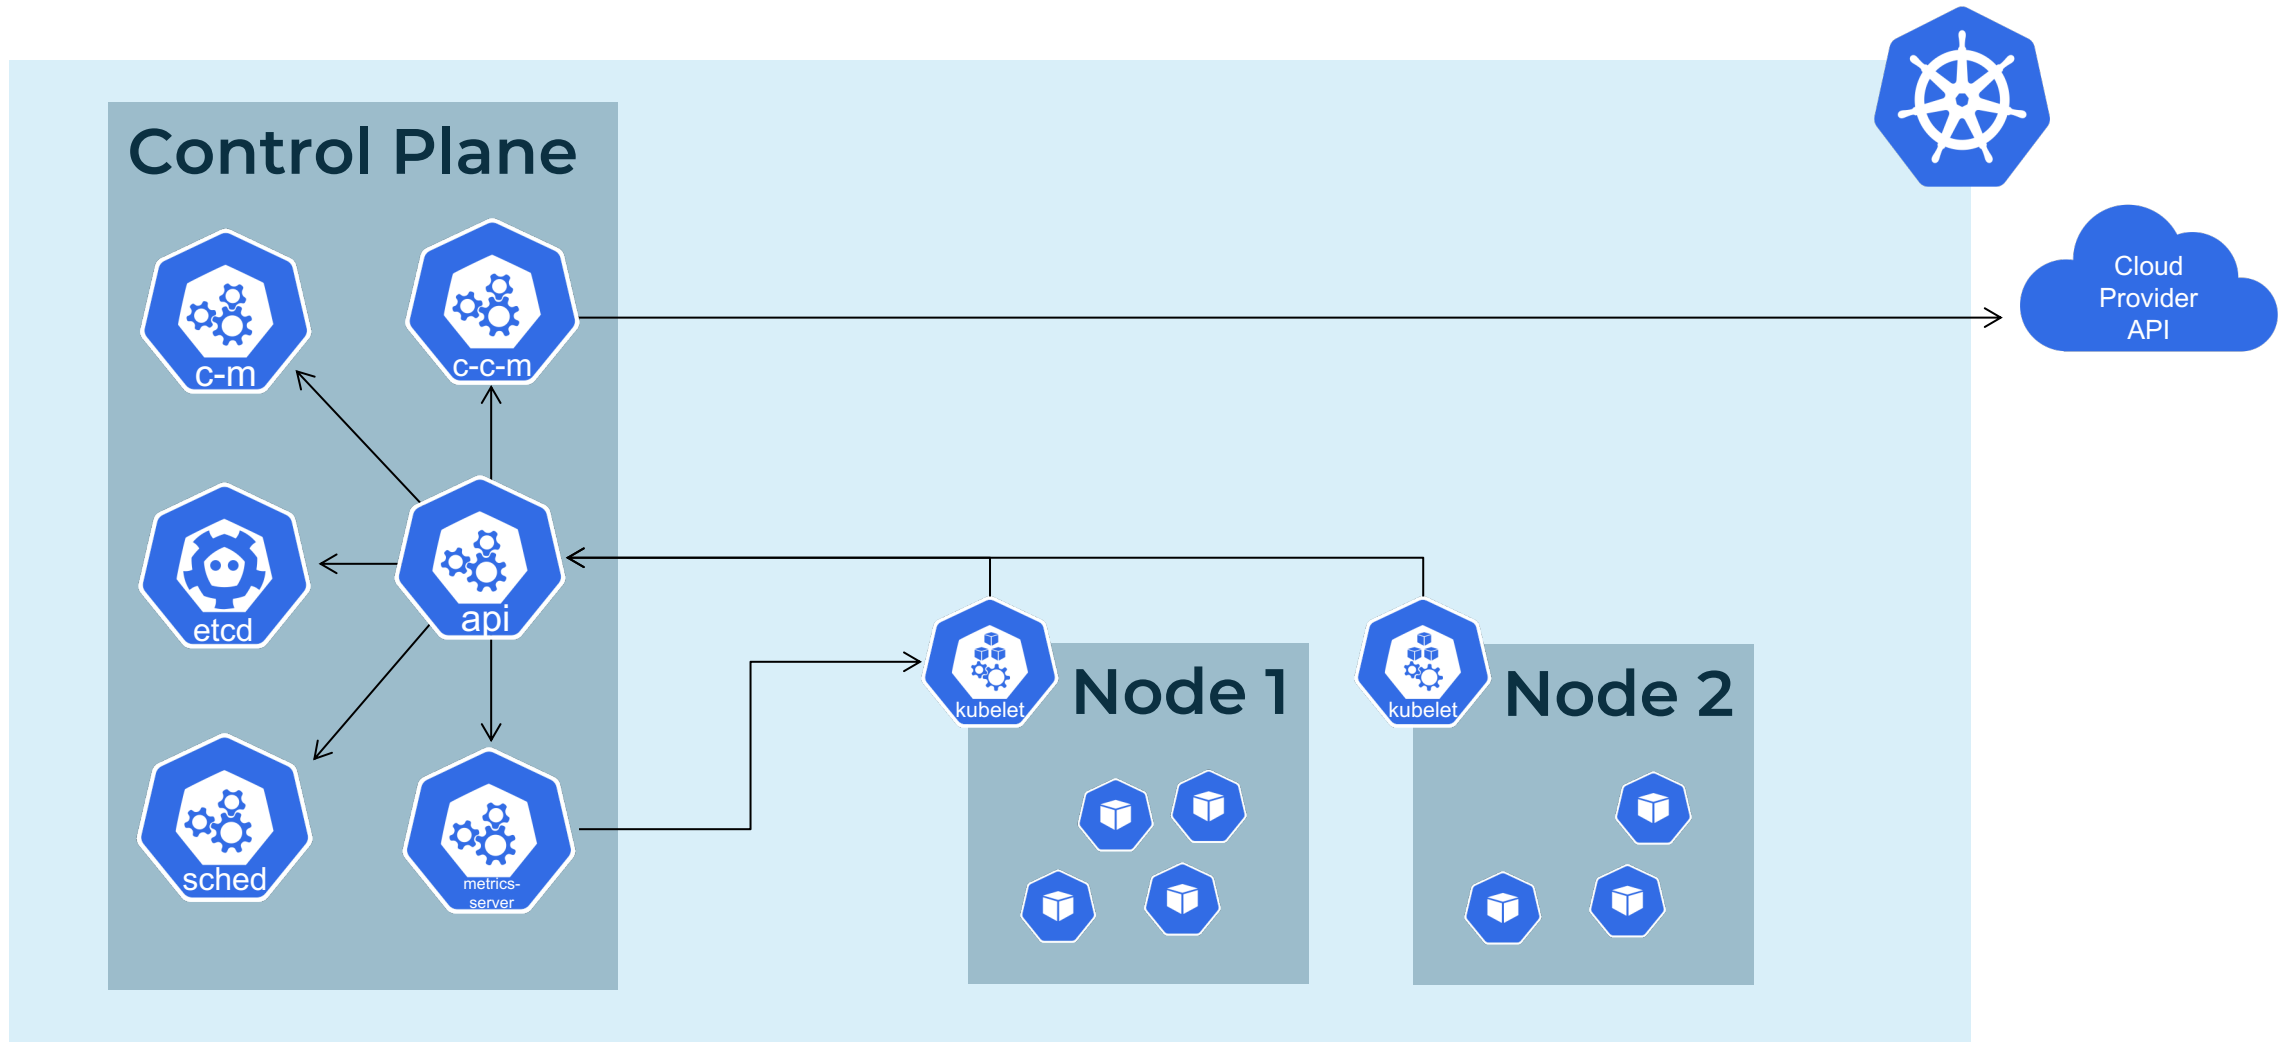 Control Plane
c-m
c-c-m
Cloud
Provider
API
etcd
api
sched
metrics-
server
kubelet
Node 1
kubelet
Node 2